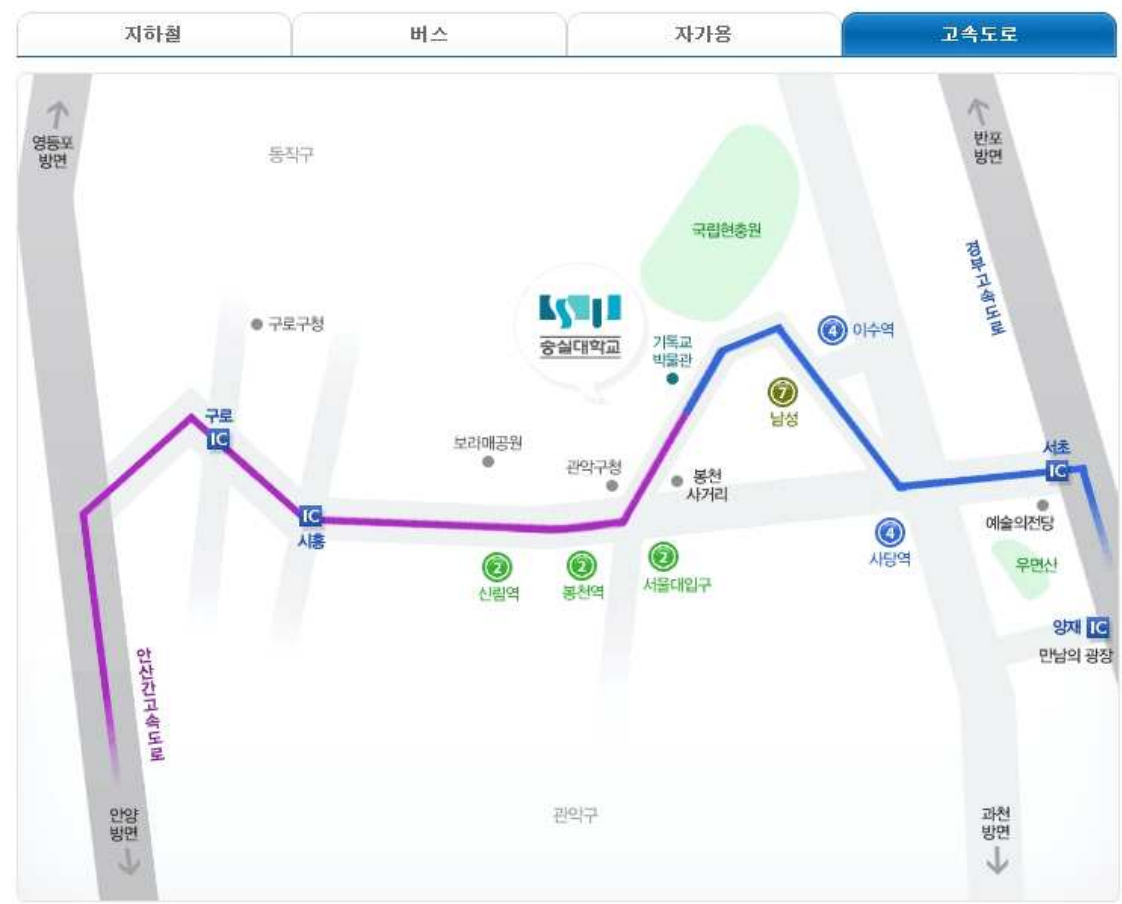 지하철
버스
자가용
고속도로
영등포
방면
동작구
반포
방면
국립현충원
경부고속도로
구로구청
숭실대학교
기독교
박물관
4 이수역
7
남성
구로
IC
보라매공원
관악구청
봉천
사거리
서초
IC
IC
시흥
예술의전당
2
신림역
2
봉천역
2
서울대입구
4
사당역
우면산
양재 IC
만남의 광장
안산간고속도로
안양
방면
관악구
과천
방면